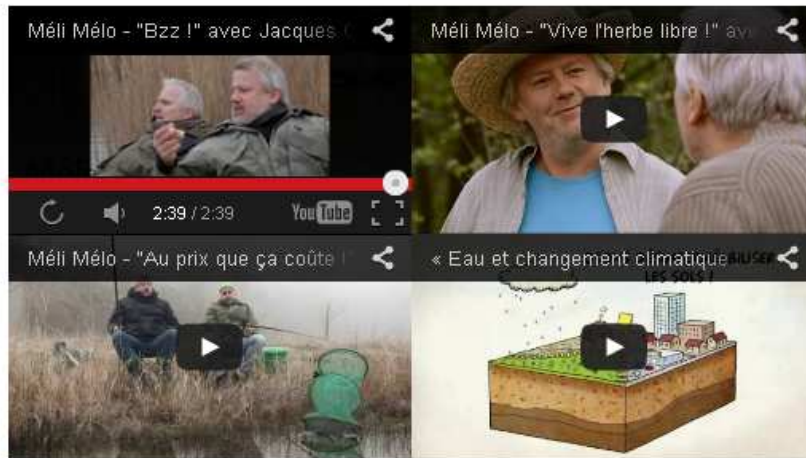 Méli Mélo - "Bzz !" avec Jacques
Méli Mélo - "Vive l'herbe libre !"
2:39 / 2:39
YouTube
Méli Mélo - "Au prix que ça coûte !"
« Eau et changement climatique
LES SOLS !